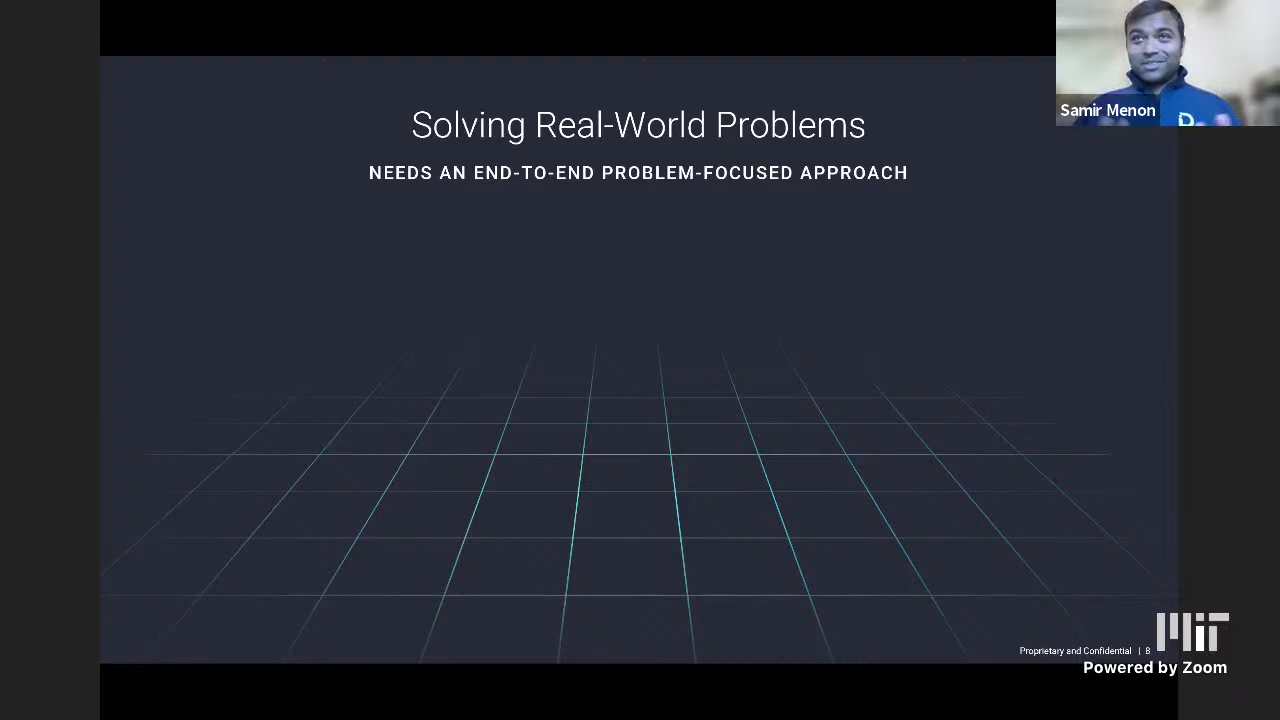 Solving Real-World Problems
NEEDS AN END-TO-END PROBLEM-FOCUSED APPROACH
Samir Menon
Proprietary and Confidential | 8
MIT
Powered by Zoom